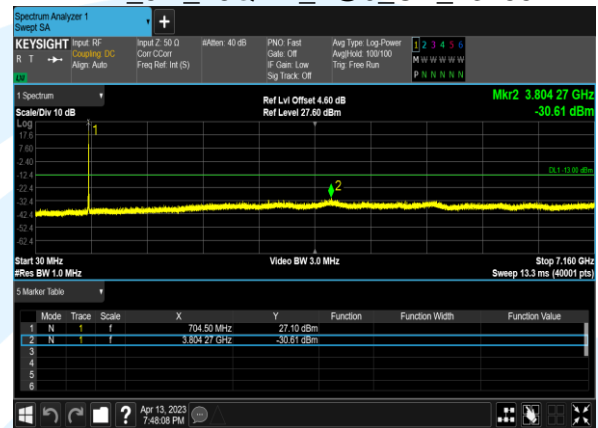 Spectrum Analyzer 1
Swept SA
KEYSIGHT Input: RF Input Z: 50 Ω #Atten: 40 dB PNO: Fast Avg Type: Log-Power 1 2 3 4 5 6
R T Coupling: DC Corr CCorr Gate: Off Avg|Hold: 100/100 M W W W W W
Align: Auto Freq Ref: Int (S) IF Gain: Low Trig: Free Run
Sig Track: Off P N N N N N
1 Spectrum Ref Lvl Offset 4.60 dB Mkr2 3.804 27 GHz
Scale/Div 10 dB Ref Level 27.60 dBm -30.61 dBm
Log
17.6
7.60
-2.40
-12.4
-22.4
-32.4
-42.4
-52.4
-62.4
1
2
DL1 -13.00 dBm
Start 30 MHz Video BW 3.0 MHz Stop 7.160 GHz
#Res BW 1.0 MHz Sweep 13.3 ms (40001 pts)
5 Marker Table
Mode Trace Scale X Y Function Function Width Function Value
1 N 1 f 704.50 MHz 27.10 dBm
2 N 1 f 3.804 27 GHz -30.61 dBm
3
4
5
6
? Apr 13, 2023
7:48:08 PM